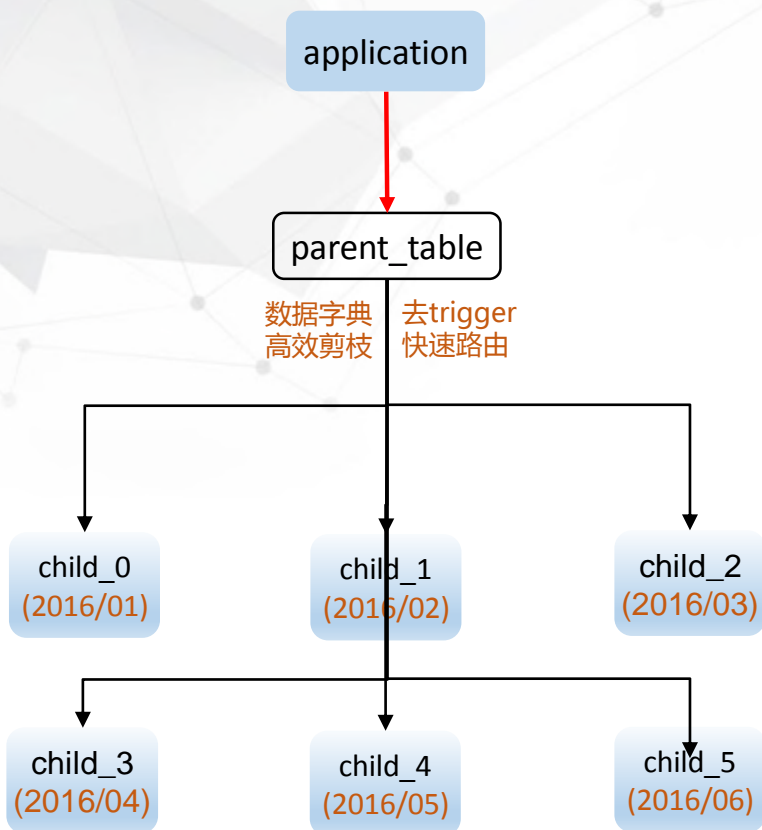 application
parent_table
数据字典
高效剪枝
去trigger
快速路由
child_0
(2016/01)
child_1
(2016/02)
child_2
(2016/03)
child_3
(2016/04)
child_4
(2016/05)
child_5
(2016/06)